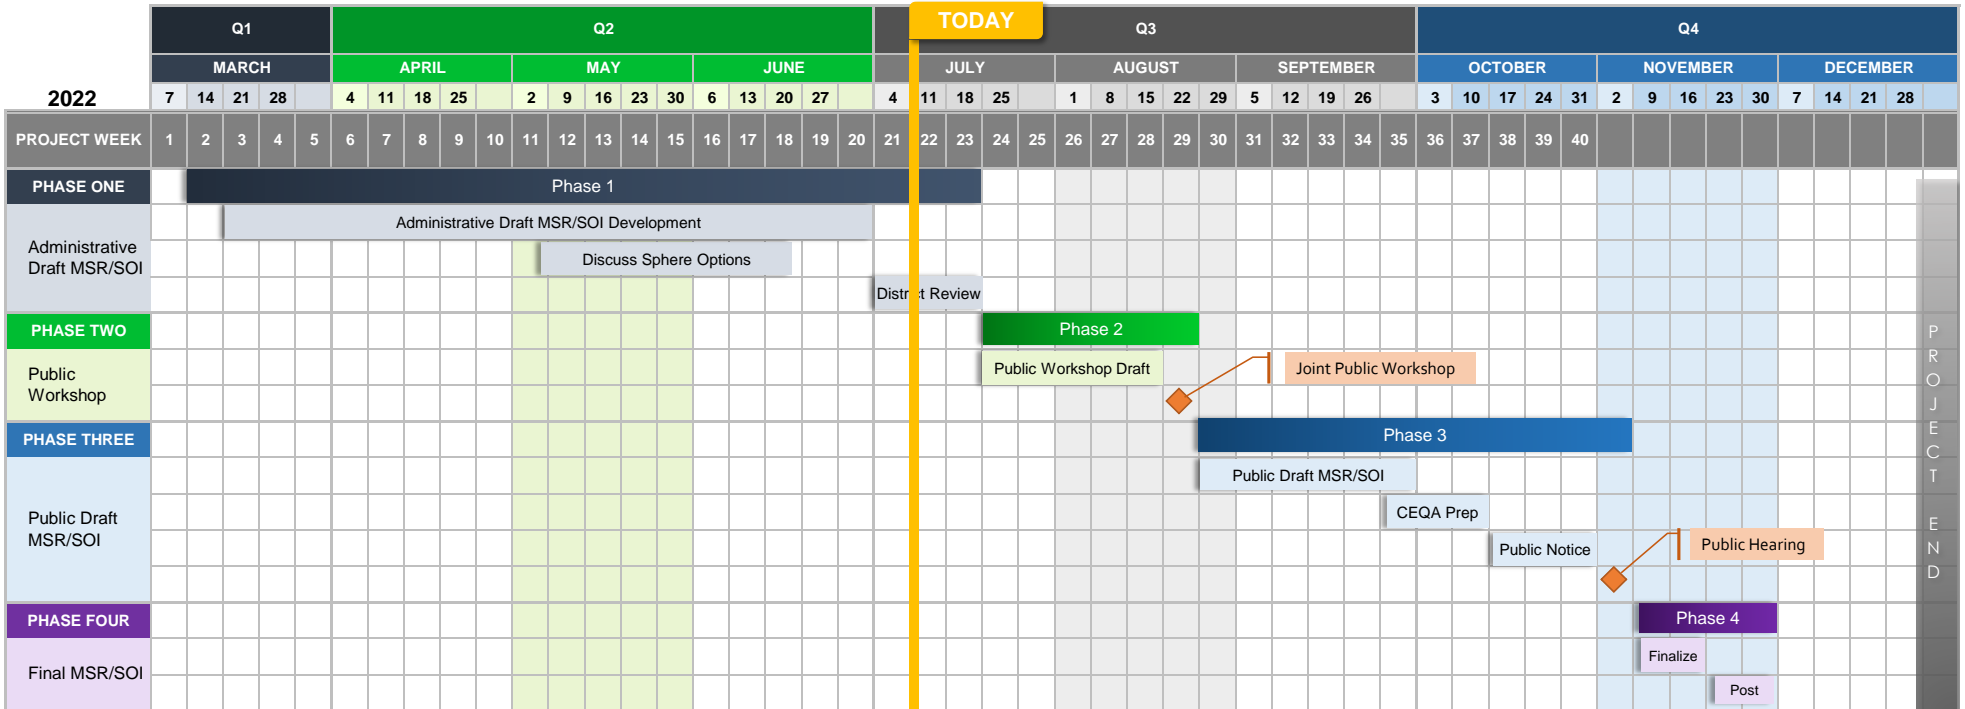 TODAY
Q1 Q2 Q3 Q4
MARCH APRIL MAY JUNE JULY AUGUST SEPTEMBER OCTOBER NOVEMBER DECEMBER
2022 7 14 21 28 4 11 18 25 2 9 16 23 30 6 13 20 27 4 11 18 25 1 8 15 22 29 5 12 19 26 3 10 17 24 31 2 9 16 23 30 7 14 21 28
PROJECT WEEK 1 2 3 4 5 6 7 8 9 10 11 12 13 14 15 16 17 18 19 20 21 22 23 24 25 26 27 28 29 30 31 32 33 34 35 36 37 38 39 40
PHASE ONE Phase 1
Administrative Draft MSR/SOI Development
Administrative
Draft MSR/SOI
Discuss Sphere Options
District Review
PHASE TWO Phase 2
Public
Workshop
Public Workshop Draft
Joint Public Workshop
PHASE THREE Phase 3
Public Draft MSR/SOI
CEQA Prep
Public Draft
MSR/SOI
Public Notice
Public Hearing
PHASE FOUR Phase 4
Final MSR/SOI
Finalize
Post
PROJECT END